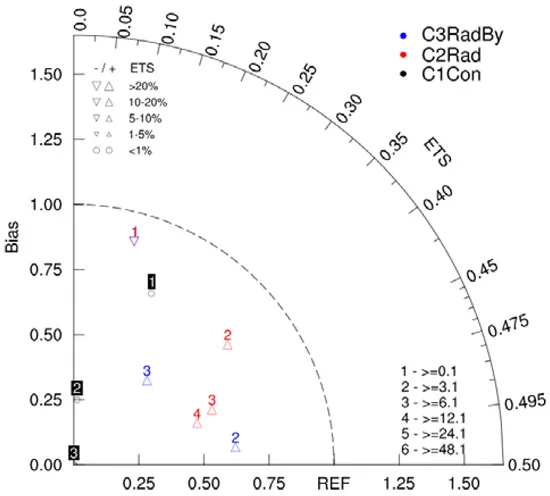 0.0
0.05
0.10
0.15
0.20
0.25
0.30
0.35
0.40
0.45
0.475
0.495
0.50
ETS
C3RadBy
C2Rad
C1Con
- / + ETS
>20%
10-20%
5-10%
1-5%
<1%
Bias
1.50
1.25
1.00
0.75
0.50
0.25
0.00
1
1
2
3
2
3
2
3
4
2
1 - >=0.1
2 - >=3.1
3 - >=6.1
4 - >=12.1
5 - >=24.1
6 - >=48.1
0.25 0.50 0.75 REF 1.25 1.50